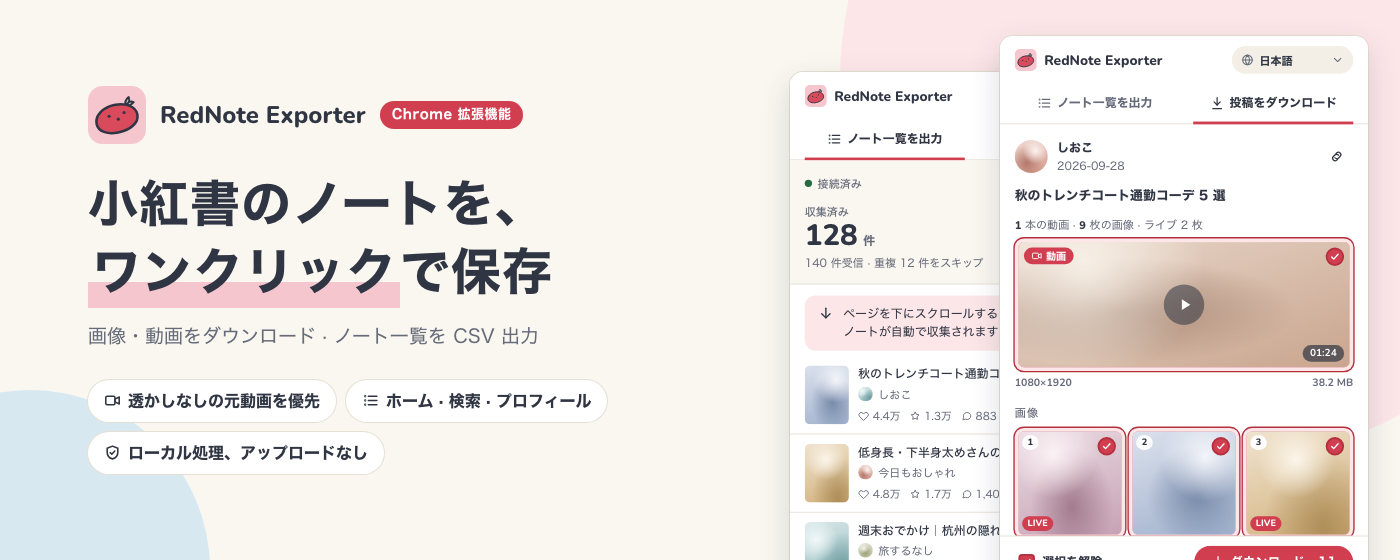 RedNote Exporter
Chrome 拡張機能
小紅書のノートを、
ワンクリックで保存
画像・動画をダウンロード · ノート一覧を CSV 出力
透かしなしの元動画を優先
ホーム · 検索 · プロフィール
ローカル処理、アップロードなし
RedNote Exporter
ノート一覧を出力
接続済み
収集済み
128 件
140 件受信 · 重複 12 件をスキップ
ページを下にスクロールする
ノートが自動で収集されます
秋のトレンチコート通勤コ
しおこ
4.4万 1.3万 883
低身長・下半身太めさんの
今日もおしゃれ
4.8万 1.7万 1,40
週末おでかけ｜杭州の隠れ
旅するなし
RedNote Exporter
日本語
ノート一覧を出力
投稿をダウンロード
しおこ
2026-09-28
秋のトレンチコート通勤コーデ 5 選
1 本の動画 · 9 枚の画像 · ライブ 2 枚
動画
01:24
1080×1920
38.2 MB
画像
1
2
3
LIVE
LIVE